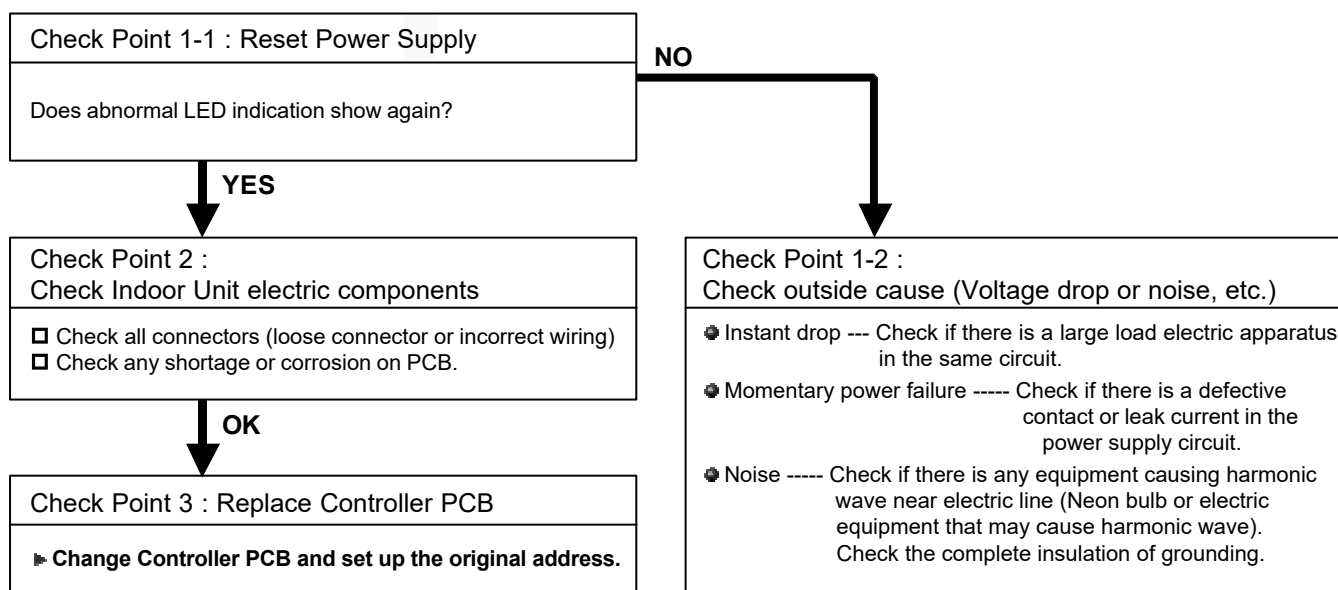 Check Point 1-1 : Reset Power Supply
Does abnormal LED indication show again?
NO
YES
Check Point 2 :
Check Indoor Unit electric components
Check all connectors (loose connector or incorrect wiring)
Check any shortage or corrosion on PCB.
OK
Check Point 3 : Replace Controller PCB
Change Controller PCB and set up the original address.
Check Point 1-2 :
Check outside cause (Voltage drop or noise, etc.)
Instant drop --- Check if there is a large load electric apparatus
in the same circuit.
Momentary power failure ----- Check if there is a defective
contact or leak current in the
power supply circuit.
Noise ----- Check if there is any equipment causing harmonic
wave near electric line (Neon bulb or electric
equipment that may cause harmonic wave).
Check the complete insulation of grounding.